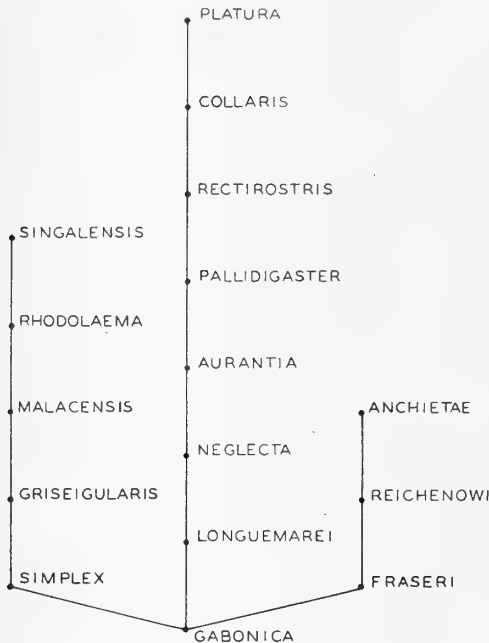 PLATURA
COLLARIS
RECTIROSTRIS
SINGALENSIS
PALLIDIGASTER
RHODOLAEMA
AURANTIA
MALACENSIS
ANCHIETAE
NEGLECTA
GRISEIGULARIS
REICHENOWI
LONGUEMAREI
SIMPLEX
FRASERI
GABONICA